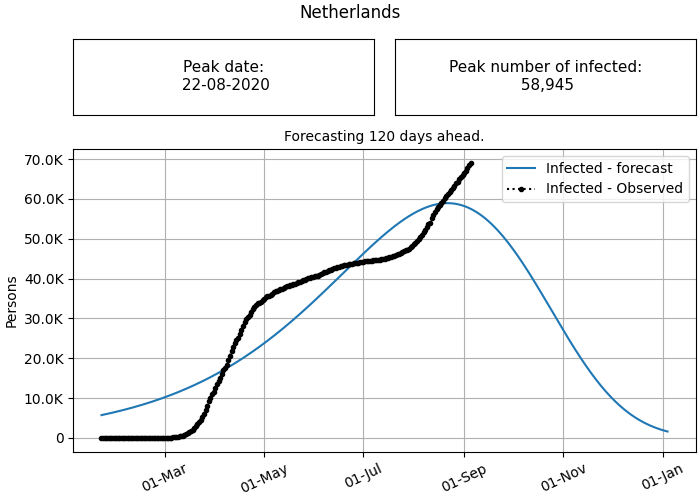 Netherlands
Peak date:
22-08-2020
Peak number of infected:
58,945
Forecasting 120 days ahead.
70.0K
60.0K
50.0K
40.0K
30.0K
20.0K
10.0K
0
Persons
Infected - forecast
Infected - Observed
01-Mar
01-May
01-Jul
01-Sep
01-Nov
01-Jan